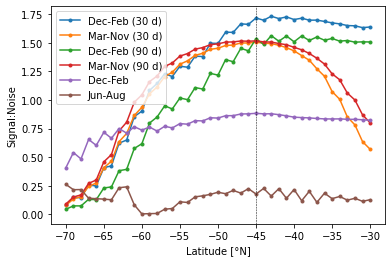 1.75
1.50
1.25
1.00
0.75
0.50
0.25
0.00
Signal:Noise
Dec-Feb (30 d)
Mar-Nov (30 d)
Dec-Feb (90 d)
Mar-Nov (90 d)
Dec-Feb
Jun-Aug
−70 −65 −60 −55 −50 −45 −40 −35 −30
Latitude [°N]